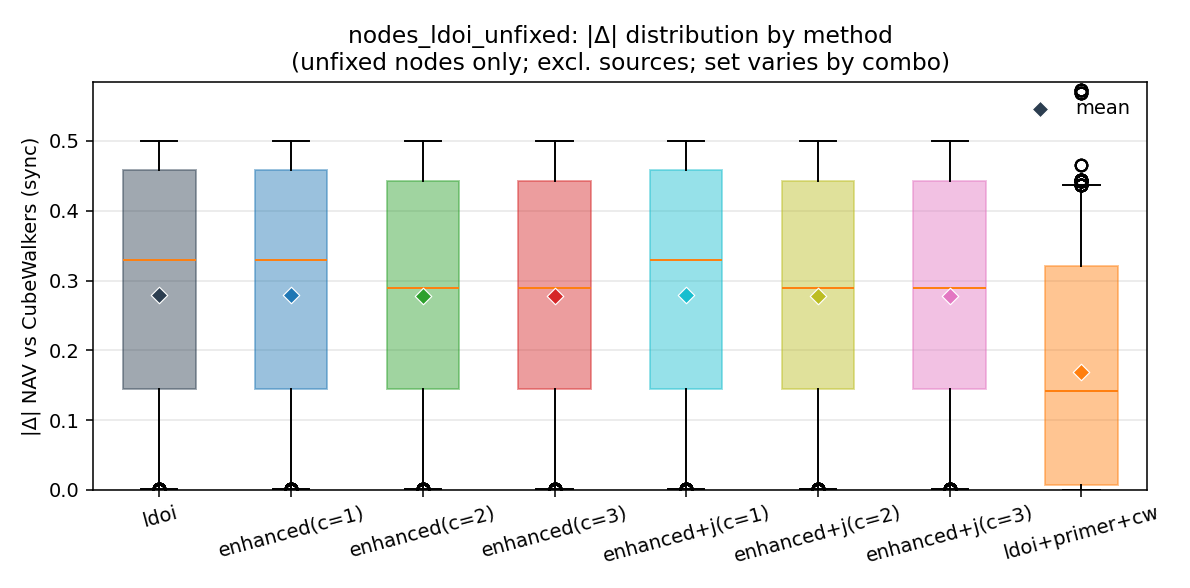 nodes_ldoi_unfixed: |Δ| distribution by method
(unfixed nodes only; excl. sources; set varies by combo)
mean
|Δ| NAV vs CubeWalkers (sync)
0.5
0.4
0.3
0.2
0.1
0.0
ldoi
enhanced(c=1)
enhanced(c=2)
enhanced(c=3)
enhanced+j(c=1)
enhanced+j(c=2)
enhanced+j(c=3)
ldoi+primer+cw